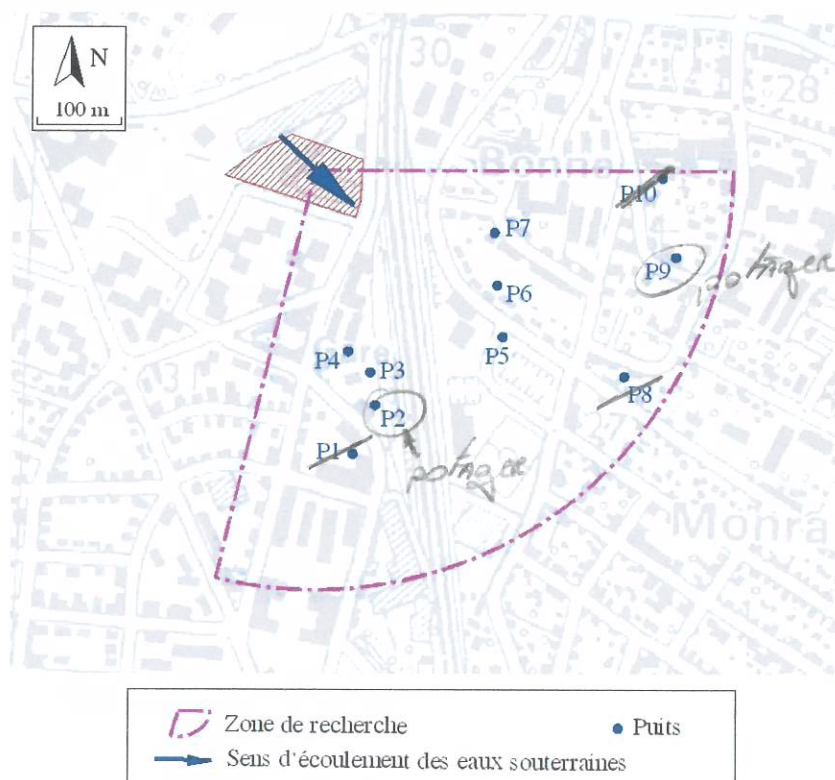 N
100 m
30
28
Bonne
P10
P7
P9
potager
P6
P5
P4
P3
P8
P2
P1
potager
Monra
Zone de recherche
Puits
Sens d'écoulement des eaux souterraines